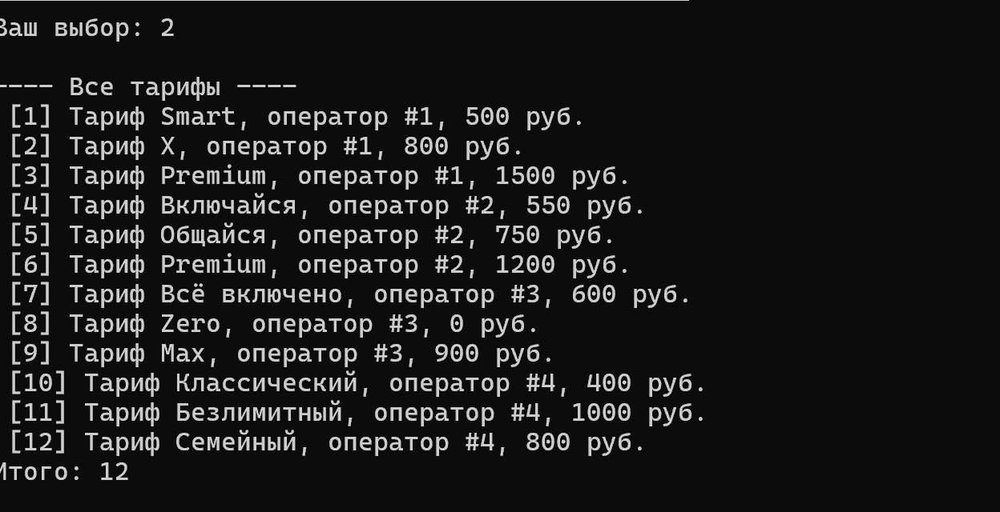 Ваш выбор: 2
---- Все тарифы ----
[1] Тариф Smart, оператор #1, 500 руб.
[2] Тариф X, оператор #1, 800 руб.
[3] Тариф Premium, оператор #1, 1500 руб.
[4] Тариф Включайся, оператор #2, 550 руб.
[5] Тариф Общайся, оператор #2, 750 руб.
[6] Тариф Premium, оператор #2, 1200 руб.
[7] Тариф Всё включено, оператор #3, 600 руб.
[8] Тариф Zero, оператор #3, 0 руб.
[9] Тариф Max, оператор #3, 900 руб.
[10] Тариф Классический, оператор #4, 400 руб.
[11] Тариф Безлимитный, оператор #4, 1000 руб.
[12] Тариф Семейный, оператор #4, 800 руб.
Итого: 12